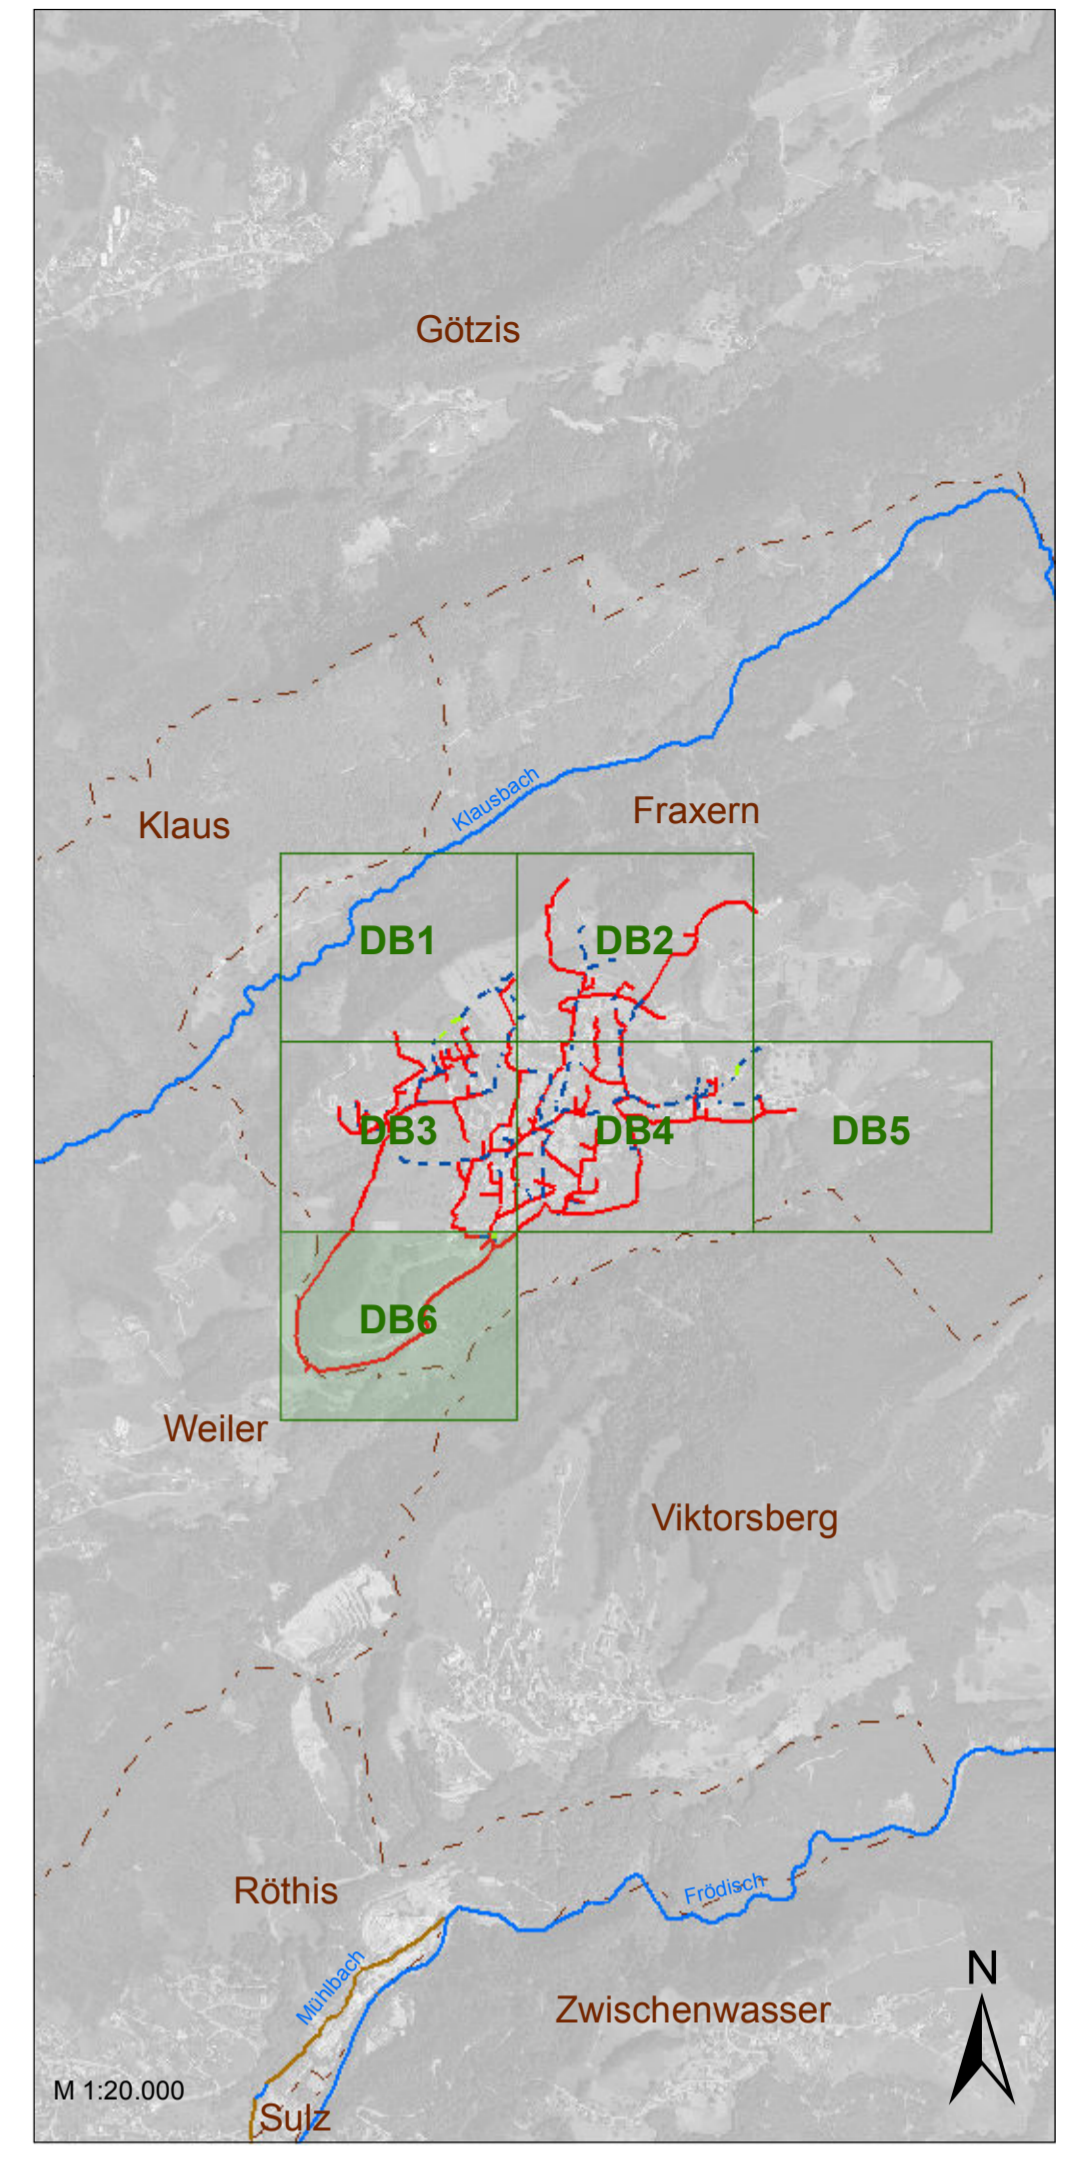 Götzis
Klausbach
Fraxern
Klaus
DB1
DB2
DB3
DB4
DB5
DB6
Weiler
Viktorsberg
Röthis
Frödisch
Mühlbach
N
Zwischenwasser
M 1:20.000
Sulz